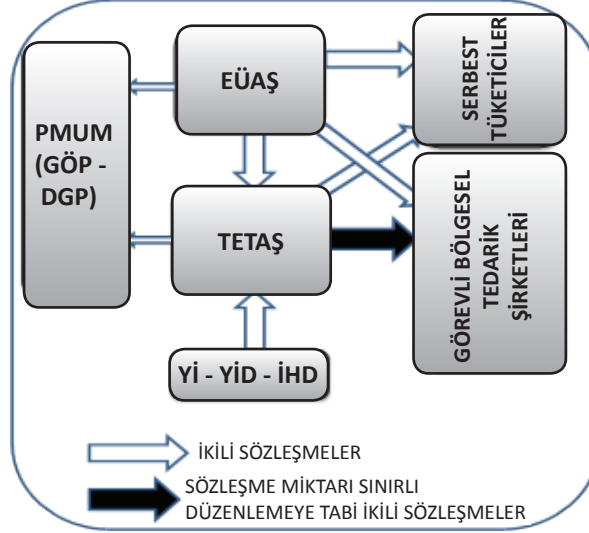 EÜAŞ
SERBEST
TÜKETİCİLER
PMUM
(GÖP -
DGP)
TETAŞ
GÖREVLİ BÖLGESEL
TEDARİK
ŞİRKETLERİ
Yİ - YİD - İHD
İKİLİ SÖZLEŞMELER
SÖZLEŞME MİKTARI SINIRLI
DÜZENLEMEYE TABİ İKİLİ SÖZLEŞMELER